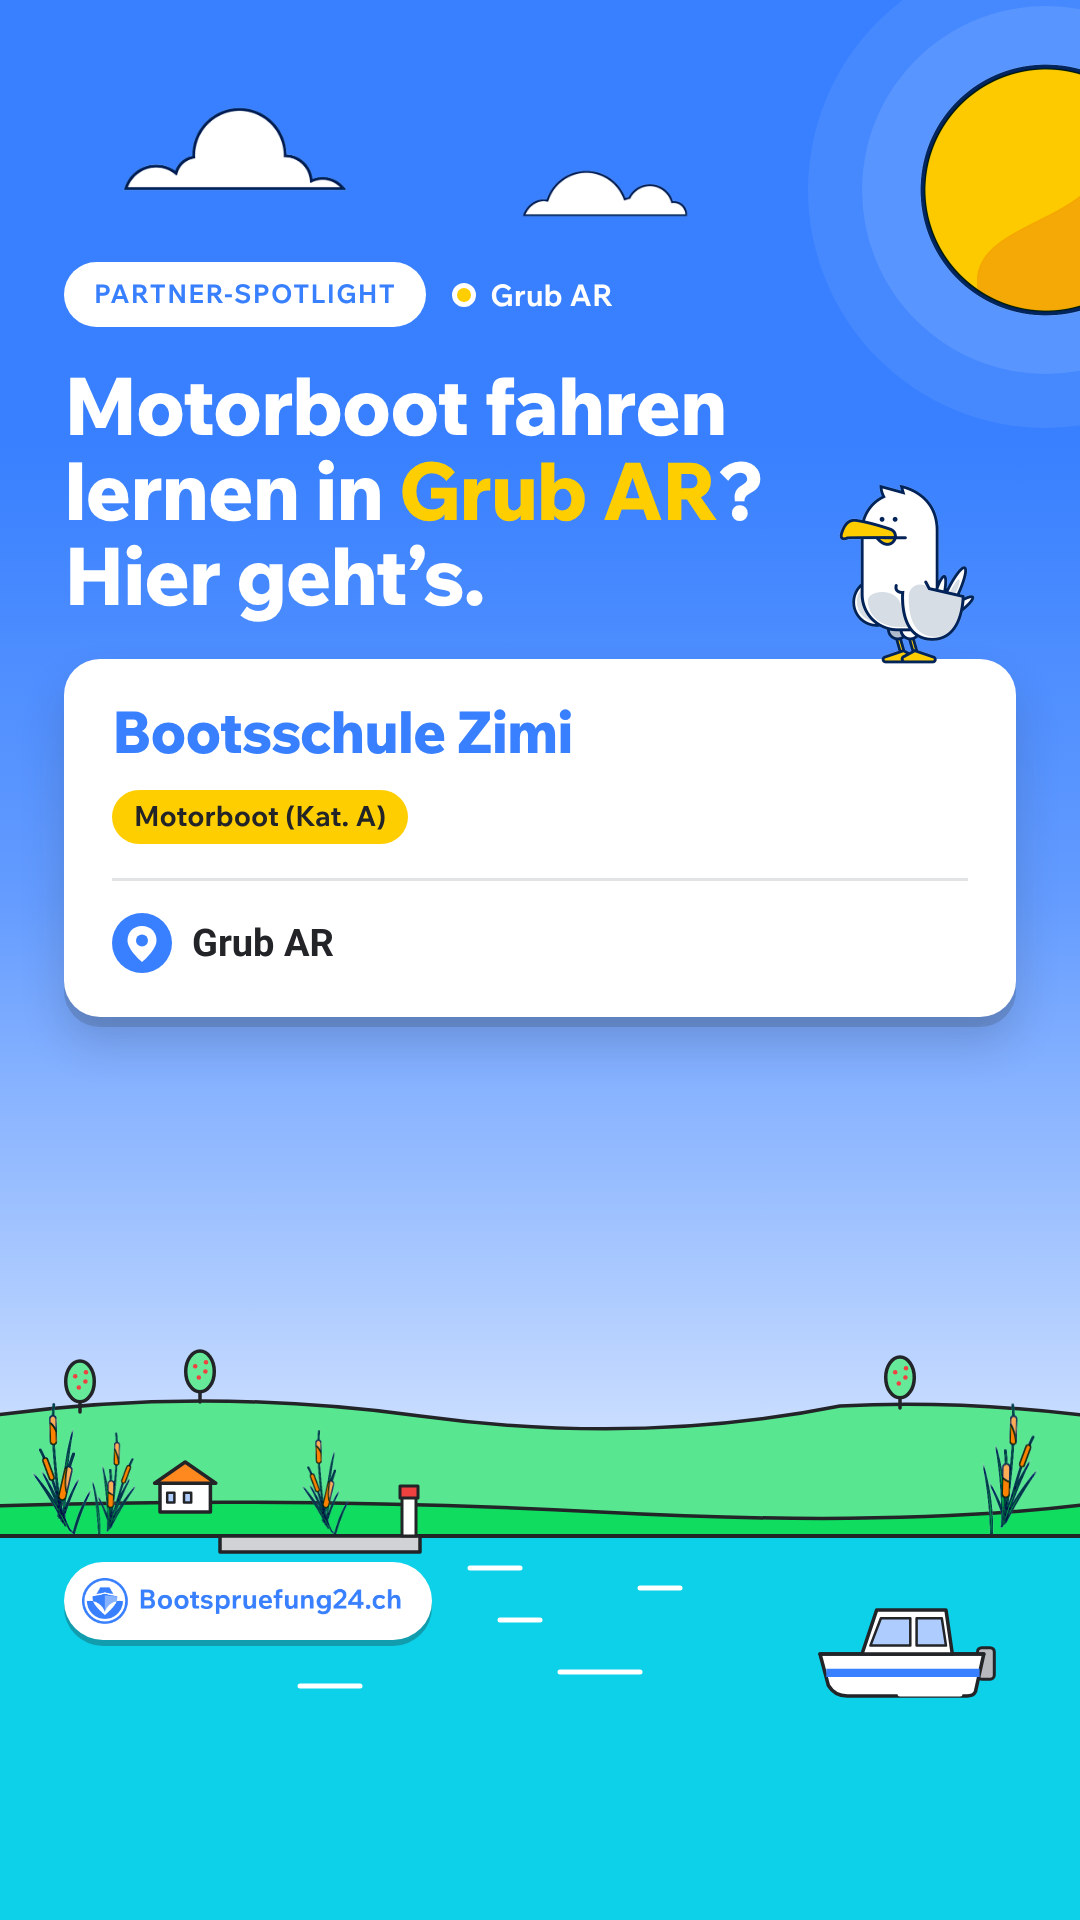 PARTNER-SPOTLIGHT
Grub AR
Motorboot fahren
lernen in Grub AR?
Hier geht’s.
Bootsschule Zimi
Motorboot (Kat. A)
Grub AR
Bootspruefung24.ch